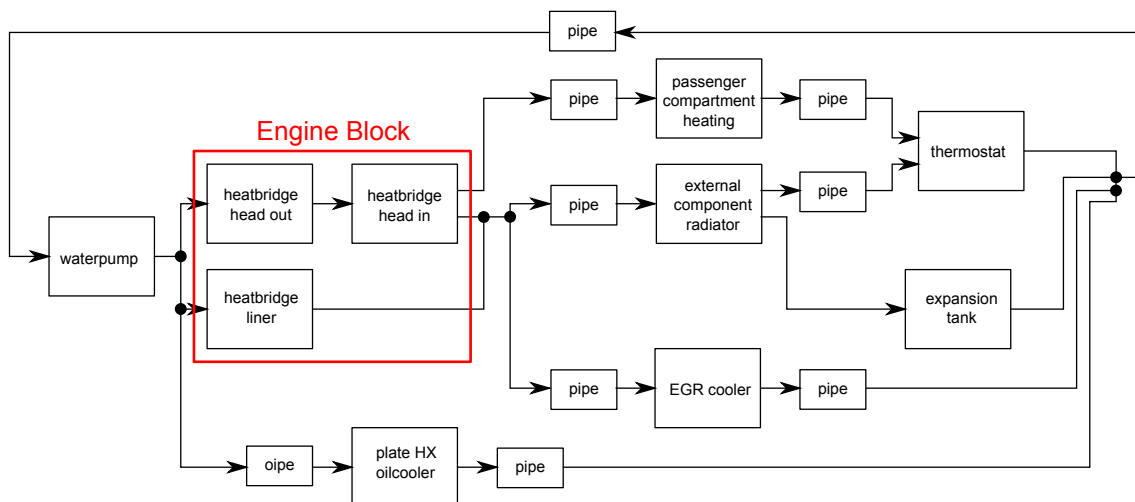 pipe
pipe
passenger
compartment
heating
pipe
Engine Block
thermostat
heatbridge
head out
heatbridge
head in
pipe
external
component
radiator
pipe
waterpump
heatbridge
liner
expansion
tank
pipe
EGR cooler
pipe
oipe
plate HX
oilcooler
pipe